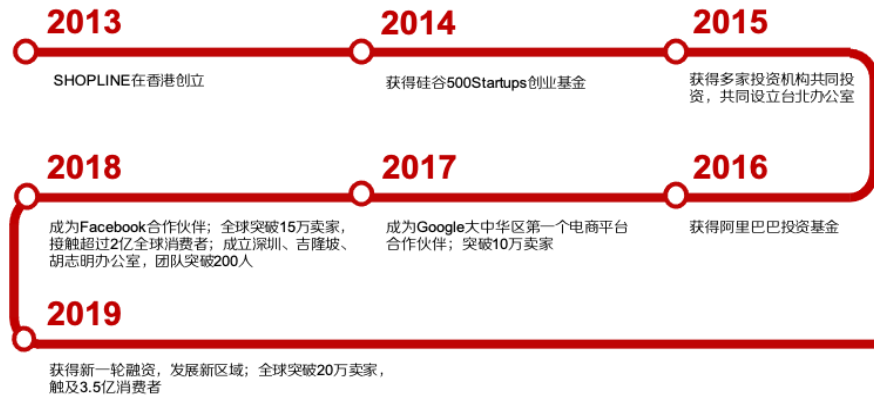 2013
SHOPLINE在香港创立
2014
获得硅谷500Startups创业基金
2015
获得多家投资机构共同投
资，共同设立台北办公室
2016
获得阿里巴巴投资基金
2017
成为Google大中华区第一个电商平台
合作伙伴；突破10万卖家
2018
成为Facebook合作伙伴；全球突破15万卖家，
接触超过2亿全球消费者；成立深圳、吉隆坡、
胡志明办公室，团队突破200人
2019
获得新一轮融资，发展新区域；全球突破20万卖家，
触及3.5亿消费者